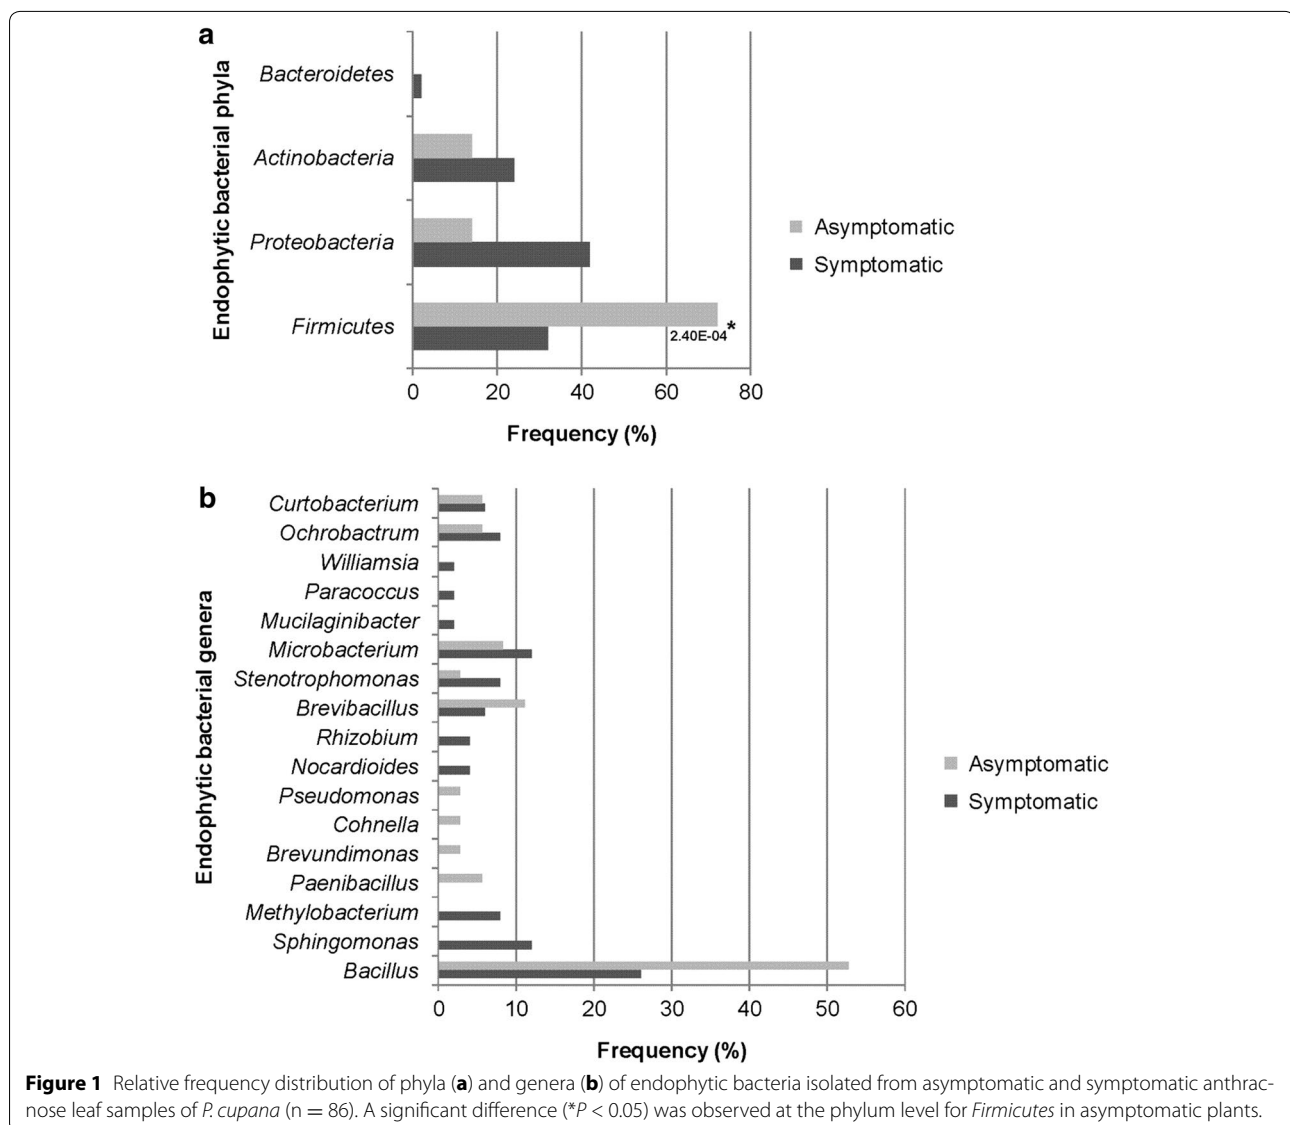 a
Endophytic bacterial phyla
Bacteroidetes
Actinobacteria
Proteobacteria
Firmicutes
2.40E-04*
0 20 40 60 80
Frequency (%)
Asymptomatic
Symptomatic
b
Endophytic bacterial genera
Curtobacterium
Ochrobactrum
Williamsia
Paracoccus
Mucilaginibacter
Microbacterium
Stenotrophomonas
Brevibacillus
Rhizobium
Nocardioides
Pseudomonas
Cohnella
Brevundimonas
Paenibacillus
Methylobacterium
Sphingomonas
Bacillus
0 10 20 30 40 50 60
Frequency (%)
Asymptomatic
Symptomatic
Figure 1 Relative frequency distribution of phyla (a) and genera (b) of endophytic bacteria isolated from asymptomatic and symptomatic anthrac-
nose leaf samples of P. cupana (n = 86). A significant difference (*P < 0.05) was observed at the phylum level for Firmicutes in asymptomatic plants.